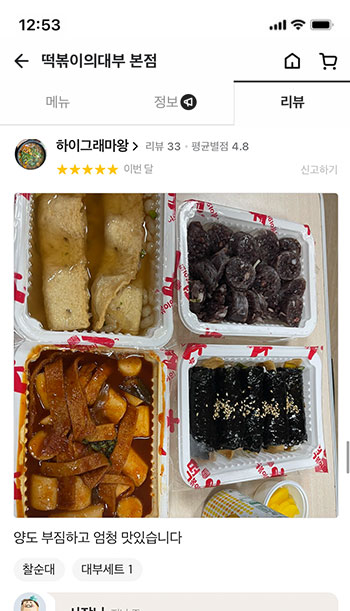 12:53
떡볶이의대부 본점
메뉴
정보
리뷰
하이그래마왕 리뷰 33 · 평균별점 4.8
이번 달
신고하기
양도 부짐하고 엄청 맛있습니다
찰순대
대부세트 1